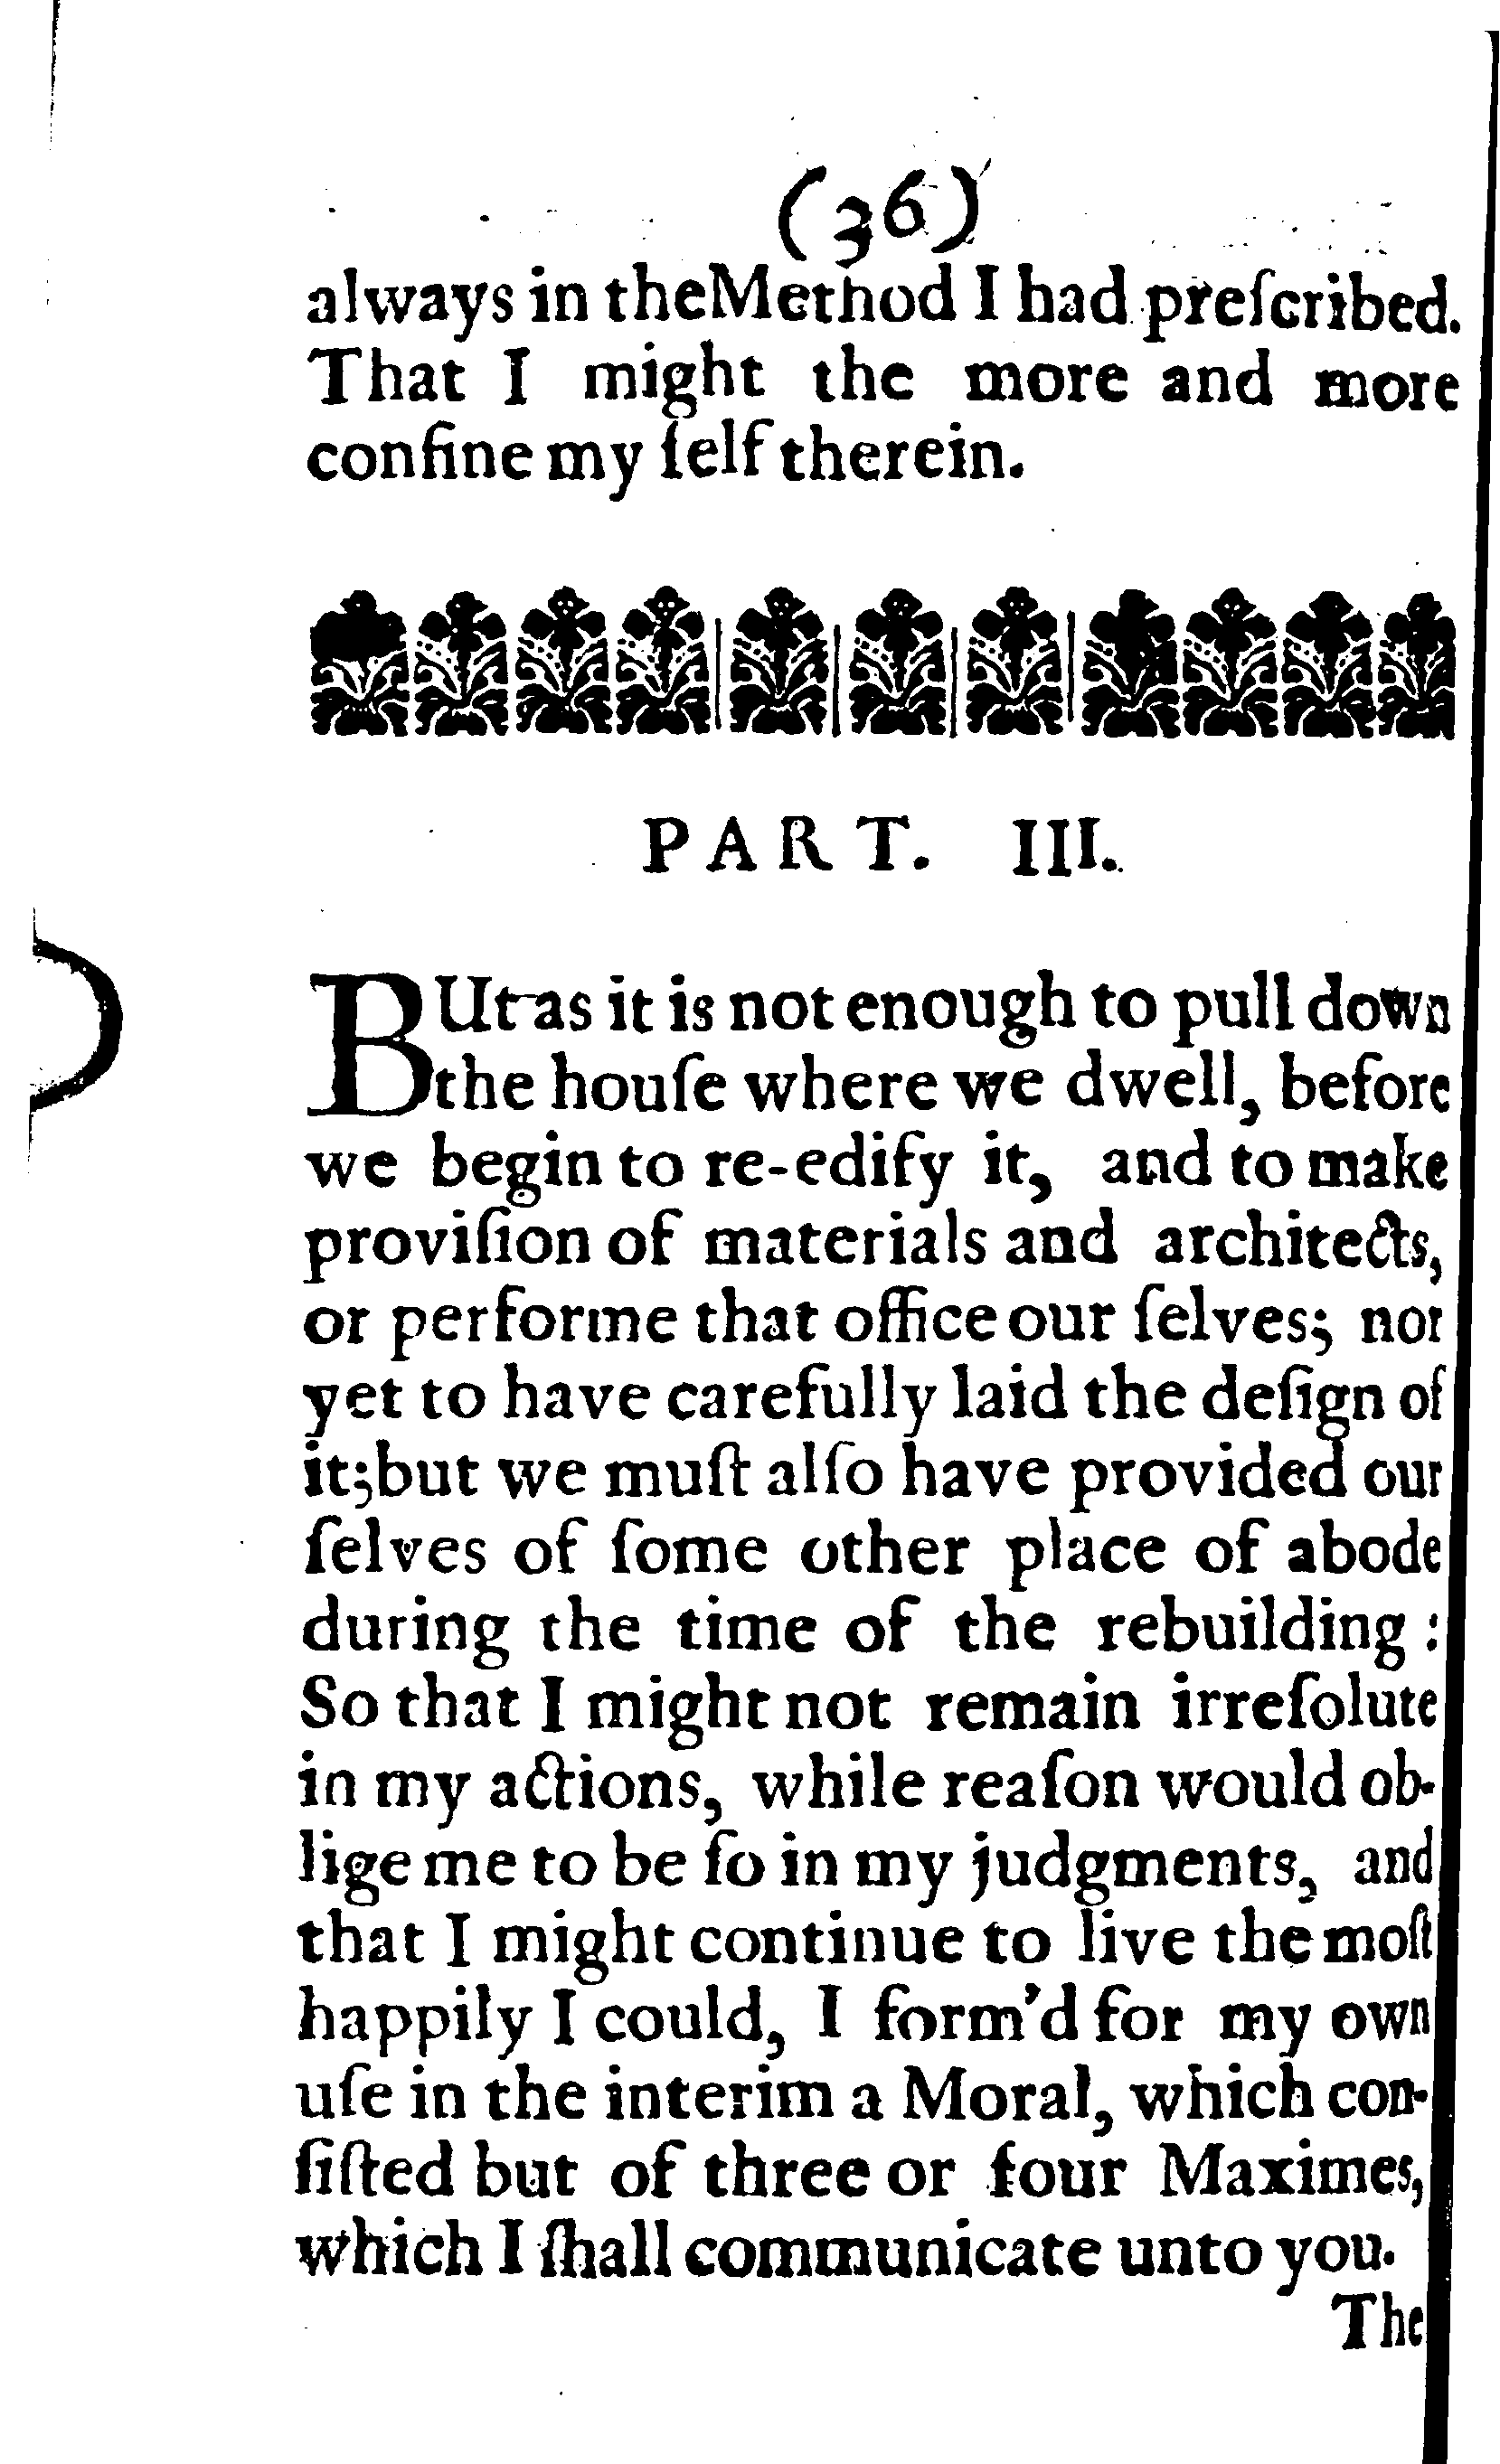 (36)
always in theMethod I had preſcribed.
That I might the more and more
confine my ſelf therein.
PART. III.
BUt as it is not enough to pull down
the houſe where we dwell, before
we begin to re-edify it, and to make
proviſion of materials and architects,
or performe that office our ſelves; nor
yet to have carefully laid the deſign of
it;but we muſt alſo have provided our
ſelves of ſome other place of abode
during the time of the rebuilding :
So that I might not remain irreſolute
in my actions, while reaſon would ob-
lige me to be ſo in my judgments, and
that I might continue to live the moſt
happily I could, I form'd for my own
uſe in the interim a Moral, which con-
ſiſted but of three or four Maximes,
which I ſhall communicate unto you.
The